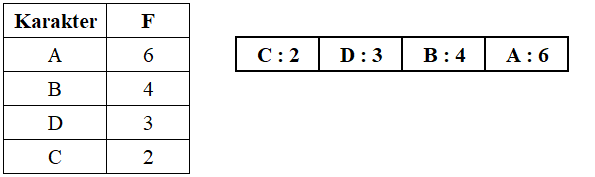 Karakter F
A 6
B 4
D 3
C 2
C : 2 D : 3 B : 4 A : 6